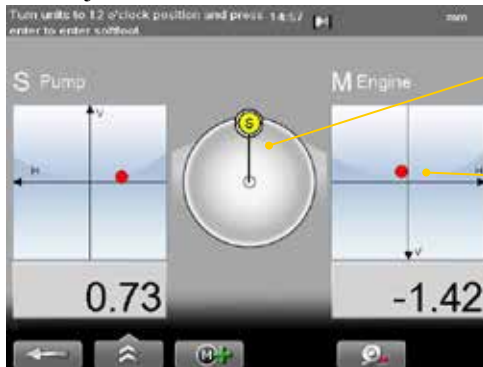 Turn units to 12 o'clock position and press 14:57 mm
enter to enter softfoot
S Pump
M Engine
V
S
H
H
V
0.73
-1.42
M